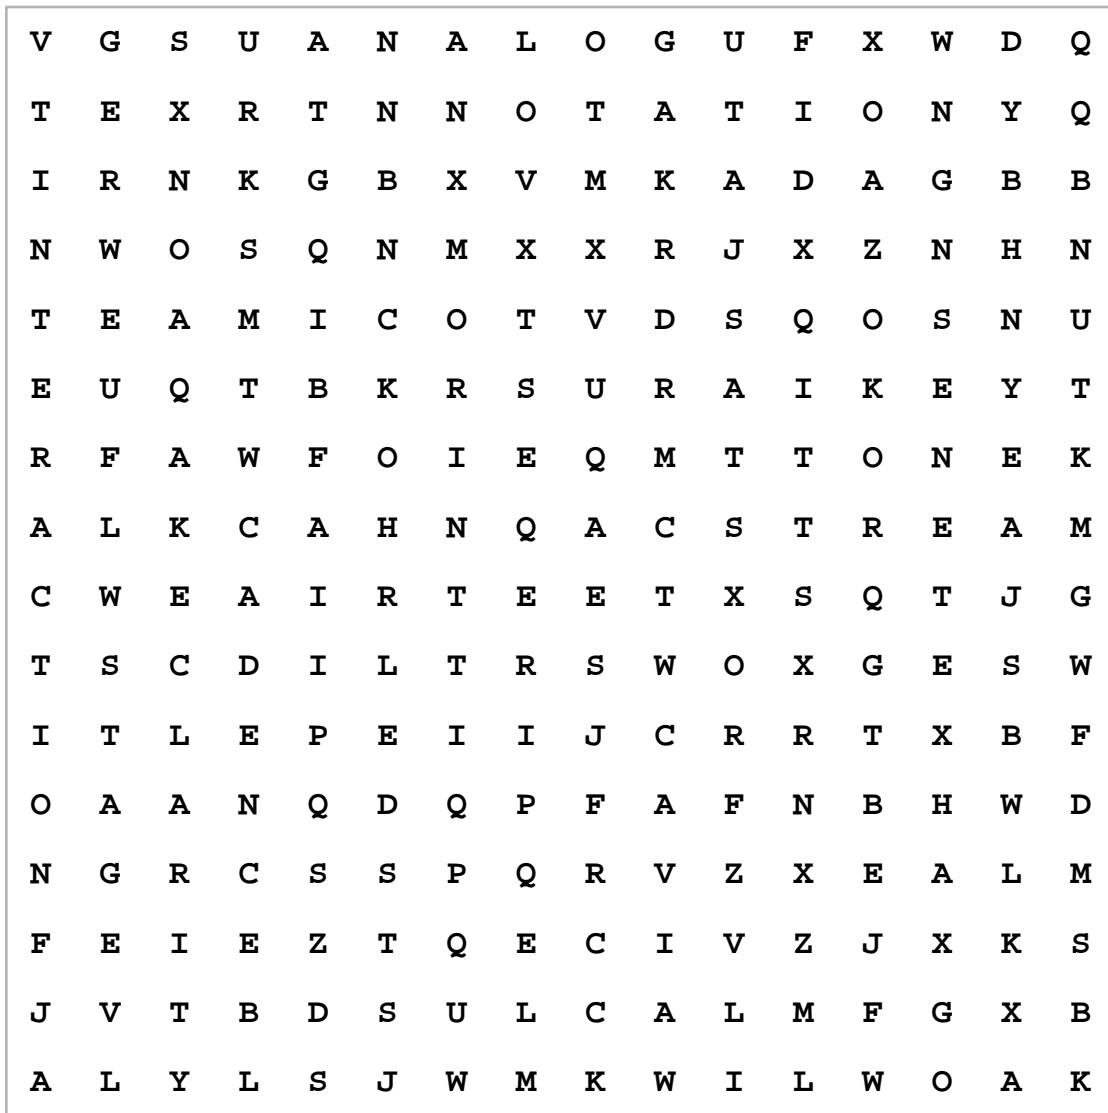 V G S U A N A L O G U F X W D Q
T E X R T N N O T A T I O N Y Q
I R N K G B X V M K A D A G B B
N W O S Q N M X X R J X Z N H N
T E A M I C O T V D S Q O S N U
E U Q T B K R S U R A I K E Y T
R F A W F O I E Q M T T O N E K
A L K C A H N Q A C S T R E A M
C W E A I R T E E T X S Q T J G
T S C D I L T R S W O X G E S W
I T L E P E I I J C R R T X B F
O A A N Q D Q P F A F N B H W D
N G R C S S P Q R V Z X E A L M
F E I E Z T Q E C I V Z J X K S
J V T B D S U L C A L M F G X B
A L Y L S J W M K W I L W O A K